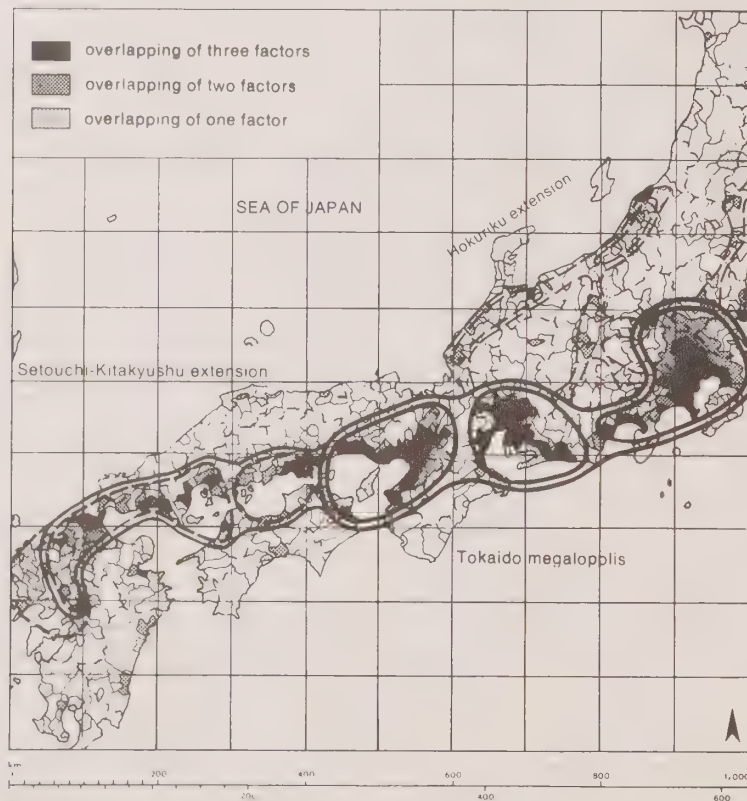 overlapping of three factors
overlapping of two factors
overlapping of one factor
SEA OF JAPAN
Hokuriku extension
Setouchi-Kitakyushu extension
Tokaido megalopolis
km
200
400
600
800
1,000
200
400
600